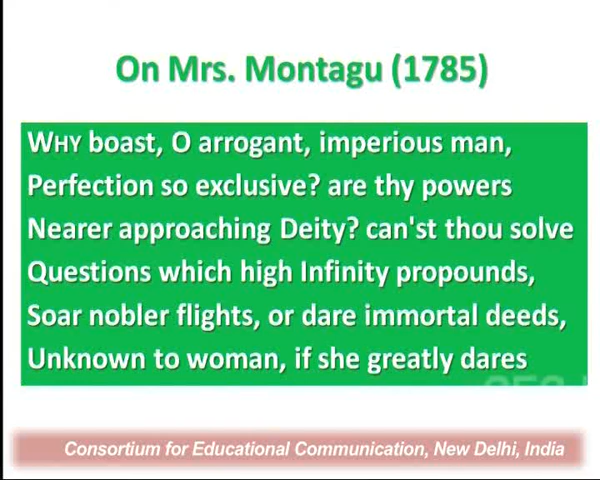 On Mrs. Montagu (1785)
WHY boast, O arrogant, imperious man,
Perfection so exclusive? are thy powers
Nearer approaching Deity? can'st thou solve
Questions which high Infinity propounds,
Soar nobler flights, or dare immortal deeds,
Unknown to woman, if she greatly dares
Consortium for Educational Communication, New Delhi, India